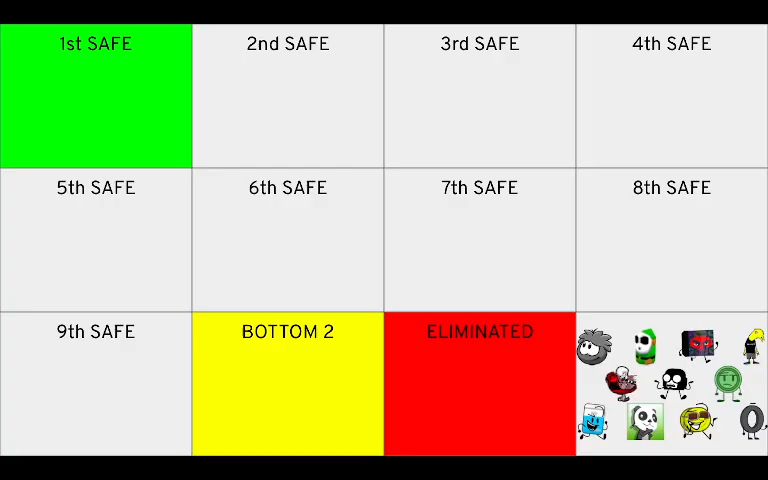 1st SAFE
2nd SAFE
3rd SAFE
4th SAFE
5th SAFE
6th SAFE
7th SAFE
8th SAFE
9th SAFE
BOTTOM 2
ELIMINATED